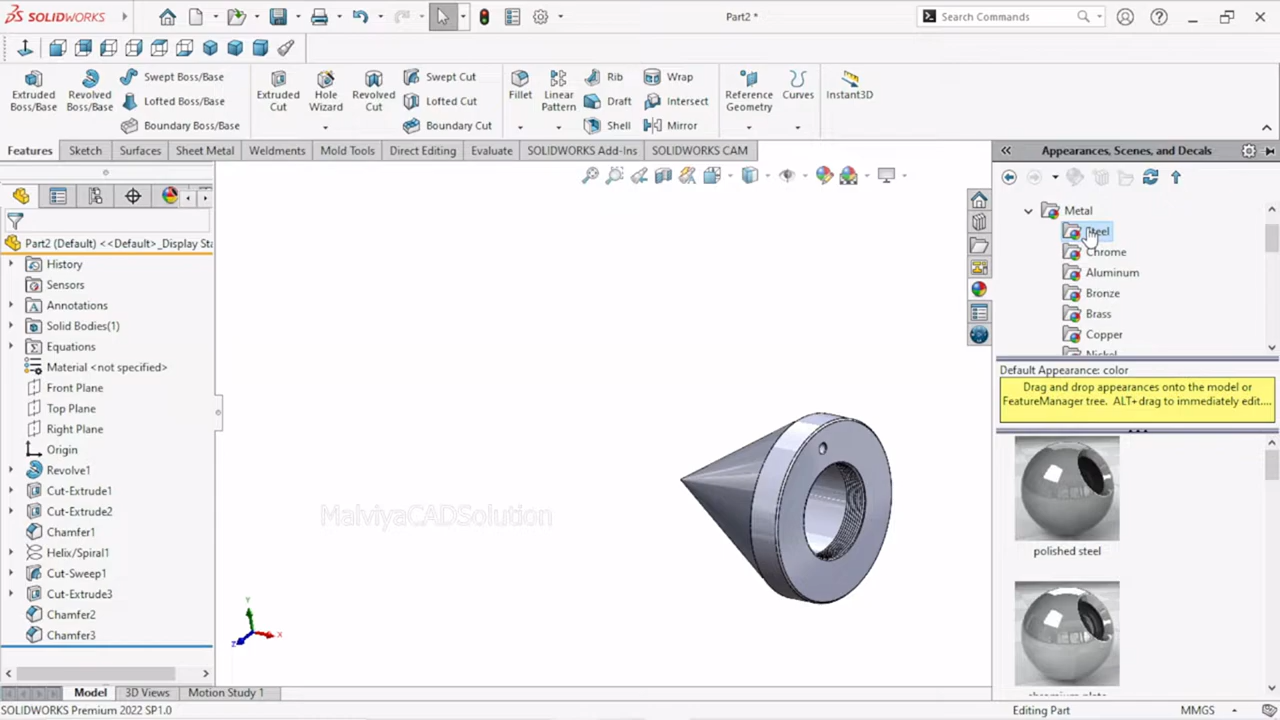 SOLIDWORKS
Part2 *
Search Commands
Extruded Boss/Base
Revolved Boss/Base
Swept Boss/Base
Lofted Boss/Base
Boundary Boss/Base
Extruded Cut
Hole Wizard
Revolved Cut
Swept Cut
Lofted Cut
Boundary Cut
Fillet
Linear Pattern
Rib
Draft
Shell
Wrap
Intersect
Mirror
Reference Geometry
Curves
Instant3D
Features
Sketch
Surfaces
Sheet Metal
Weldments
Mold Tools
Direct Editing
Evaluate
SOLIDWORKS Add-Ins
SOLIDWORKS CAM
Appearances, Scenes, and Decals
Part2 (Default) <<Default>_Display Sta
History
Sensors
Annotations
Solid Bodies(1)
Equations
Material <not specified>
Front Plane
Top Plane
Right Plane
Origin
Revolve1
Cut-Extrude1
Cut-Extrude2
Chamfer1
Helix/Spiral1
Cut-Sweep1
Cut-Extrude3
Chamfer2
Chamfer3
MalviyaCADSolution
Y
X
Z
Metal
Steel
Chrome
Aluminum
Bronze
Brass
Copper
Nickel
Default Appearance: color
Drag and drop appearances onto the model or
FeatureManager tree. ALT+drag to immediately edit....
polished steel
chromium plate
Model
3D Views
Motion Study 1
SOLIDWORKS Premium 2022 SP1.0
Editing Part
MMGS